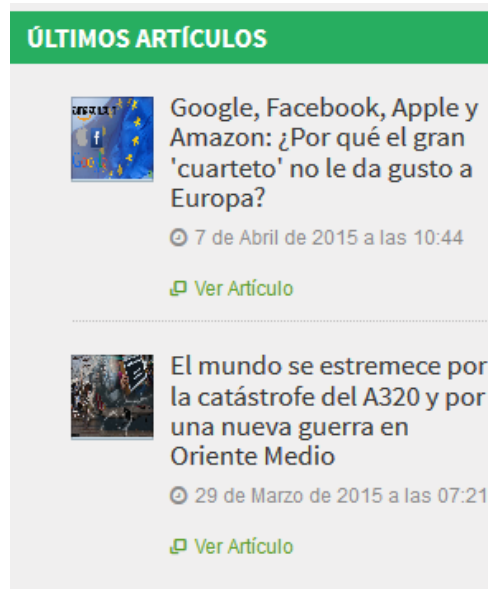 ÚLTIMOS ARTÍCULOS
Google, Facebook, Apple y
Amazon: ¿Por qué el gran
'cuarteto' no le da gusto a
Europa?
7 de Abril de 2015 a las 10:44
Ver Artículo
El mundo se estremece por
la catástrofe del A320 y por
una nueva guerra en
Oriente Medio
29 de Marzo de 2015 a las 07:21
Ver Artículo